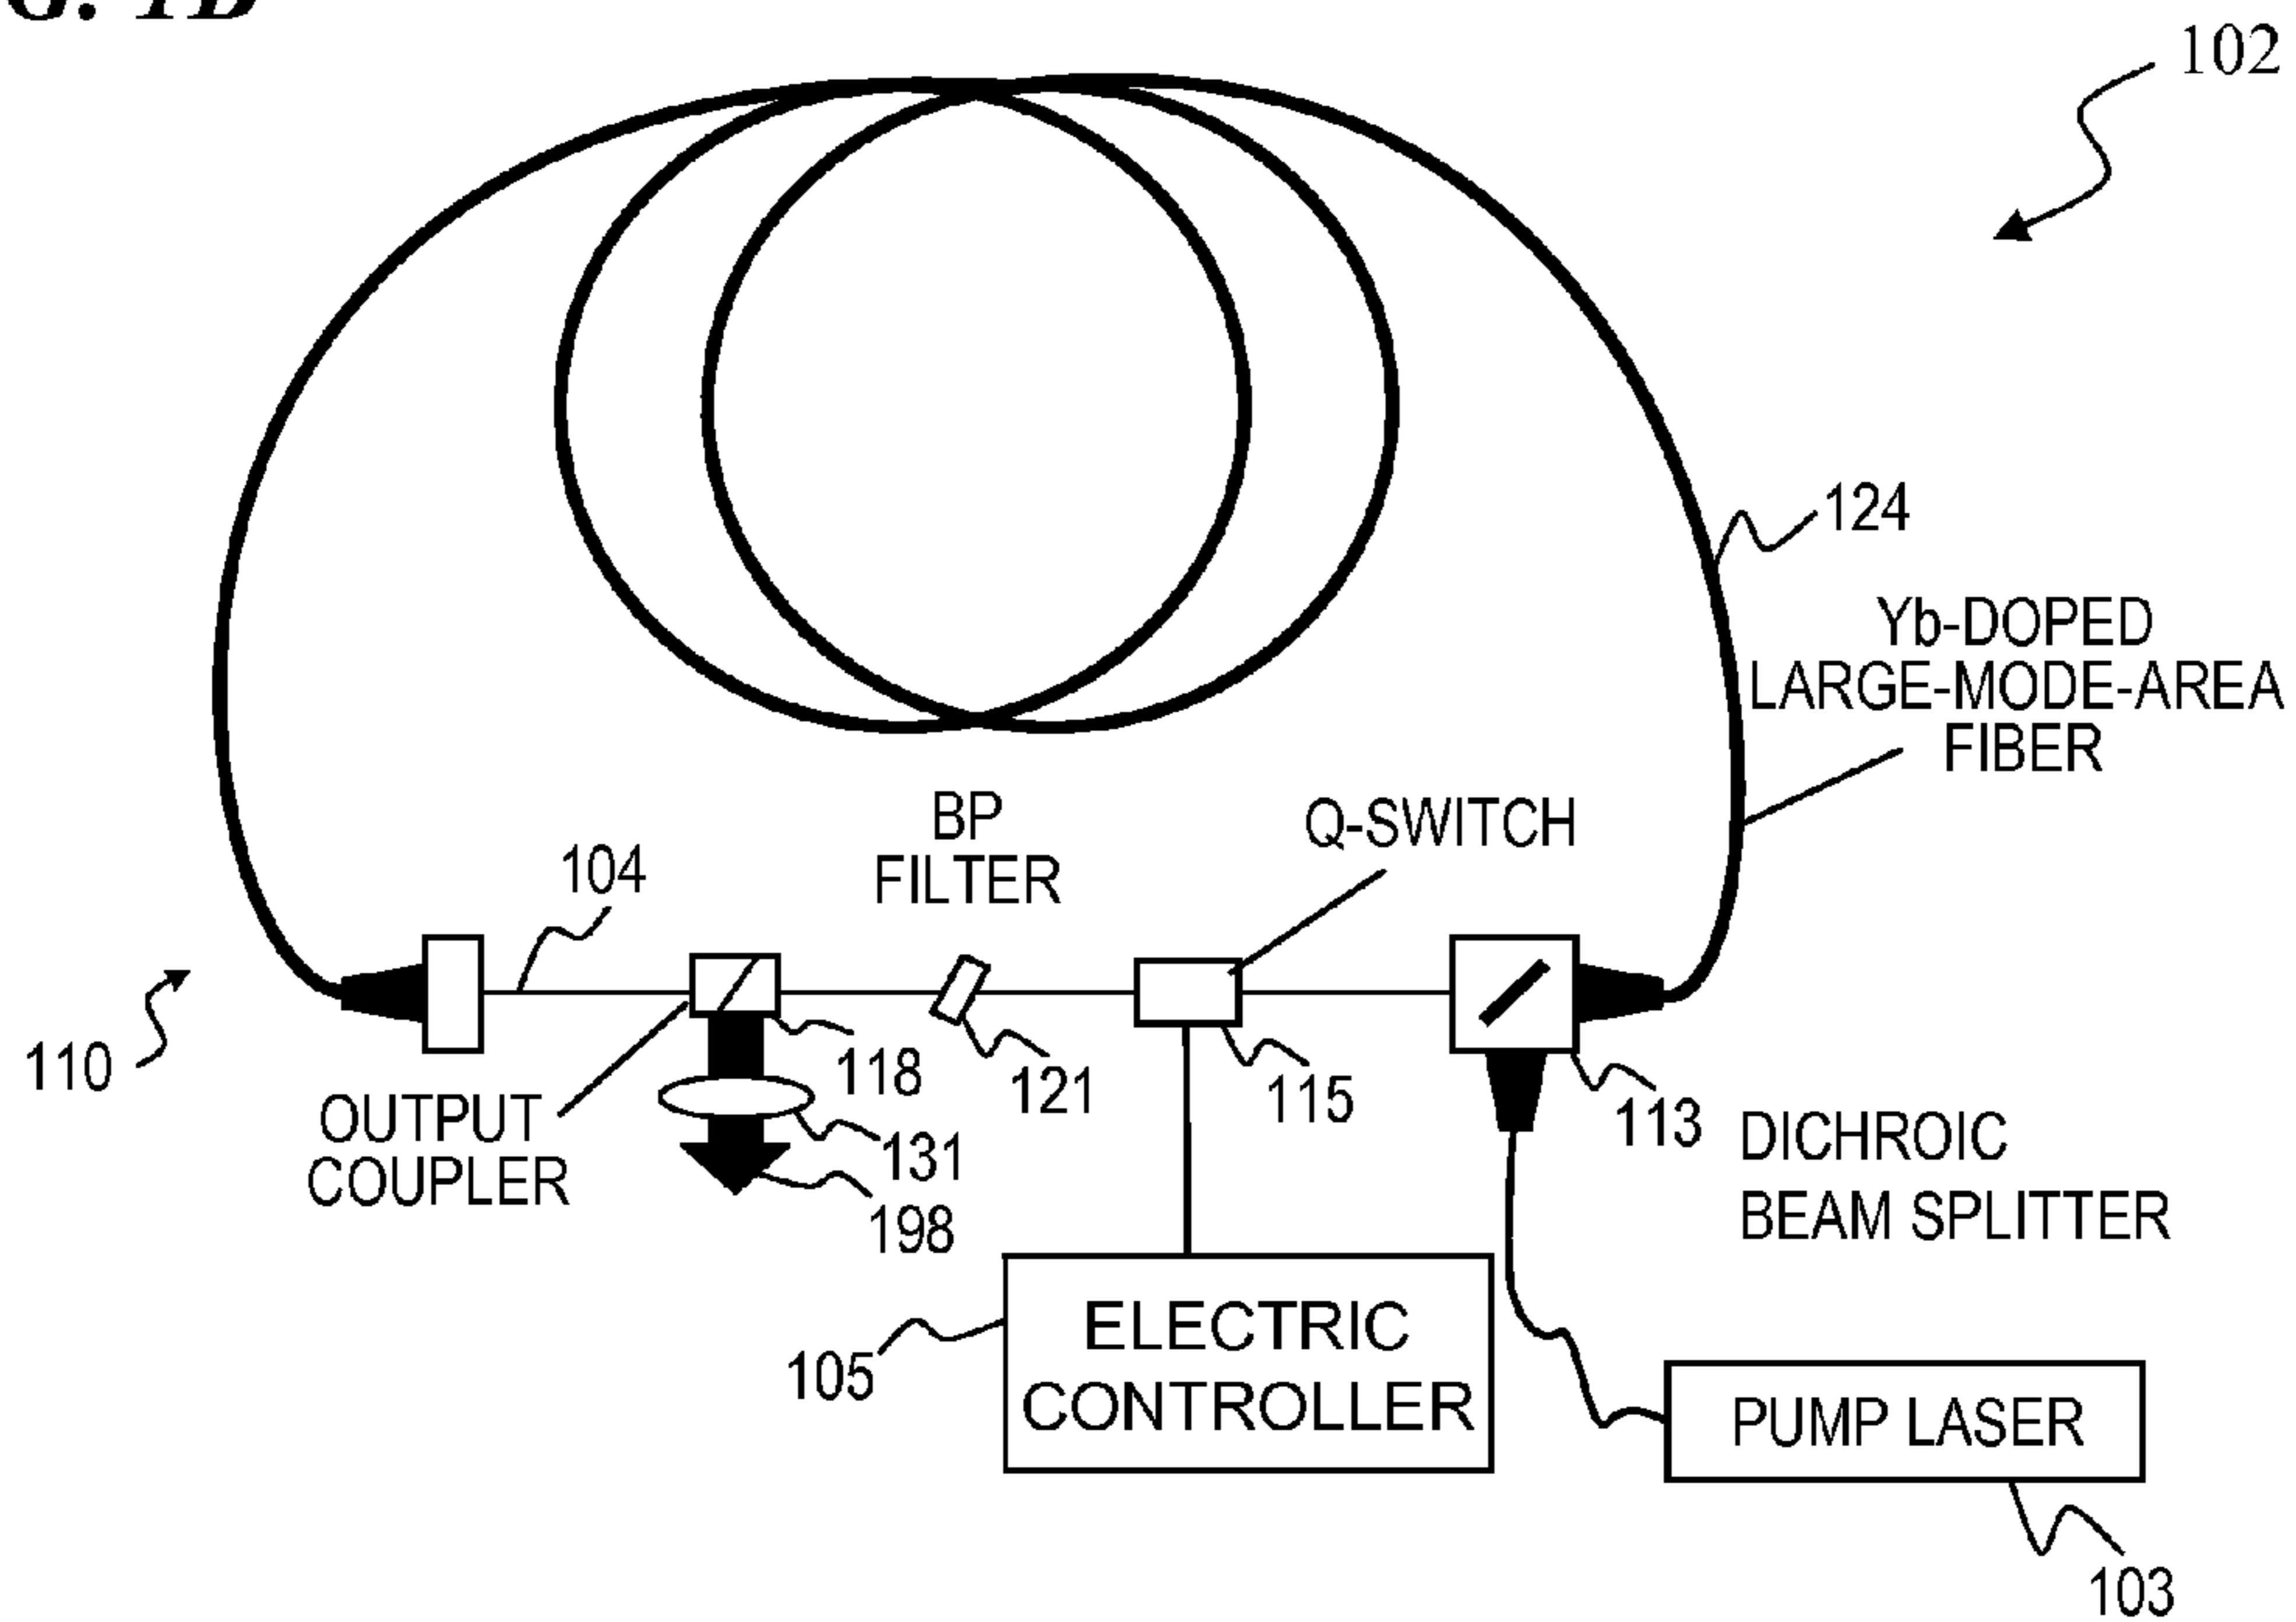 G. 1B
102
124
Yb-DOPED
LARGE-MODE-AREA
FIBER
BP
FILTER
Q-SWITCH
104
110
118
121
115
113
OUTPUT
COUPLER
131
198
DICHROIC
BEAM SPLITTER
105
ELECTRIC
CONTROLLER
PUMP LASER
103